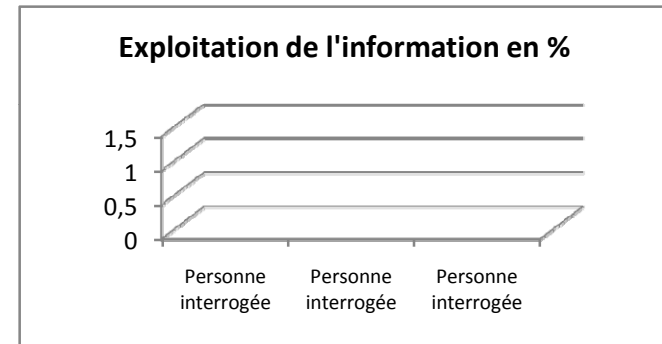 Exploitation de l'information en %
1,5
1
0,5
0
Personne interrogée
Personne interrogée
Personne interrogée